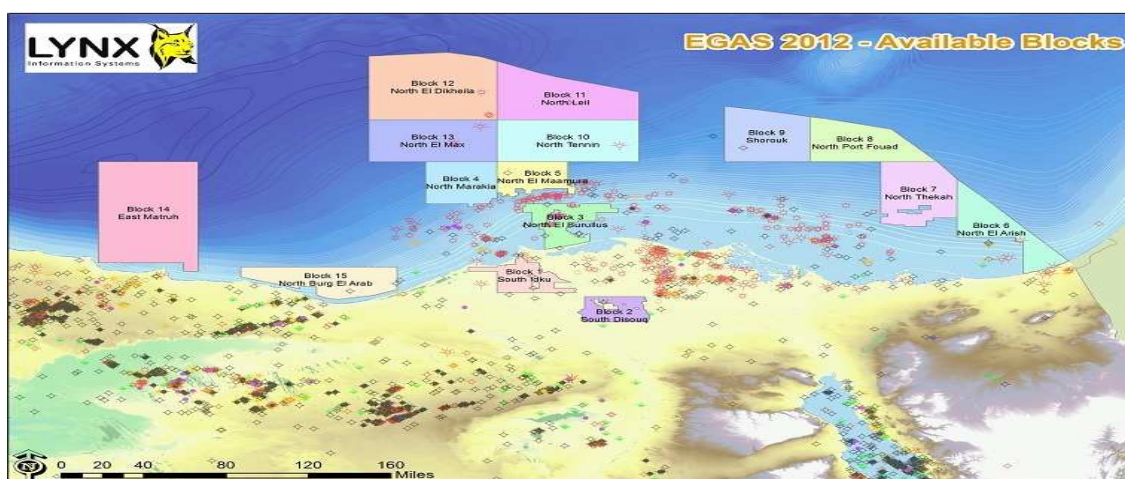 LYNX
Information Systems
EGAS 2012 - Available Blocks
Block 12
North El Dikheila
Block 11
North Leil
Block 13
North El Max
Block 10
North Tennin
Block 9
Shorouk
Block 8
North Port Fouad
Block 4
North Marakia
Block 5
North El Maamura
Block 7
North Thekah
Block 14
East Matruh
Block 3
North El Burullus
Block 6
North El Arish
Block 15
North Burg El Arab
Block 1
South Idku
Block 2
South Disouq
N
0 20 40 80 120 160
Miles